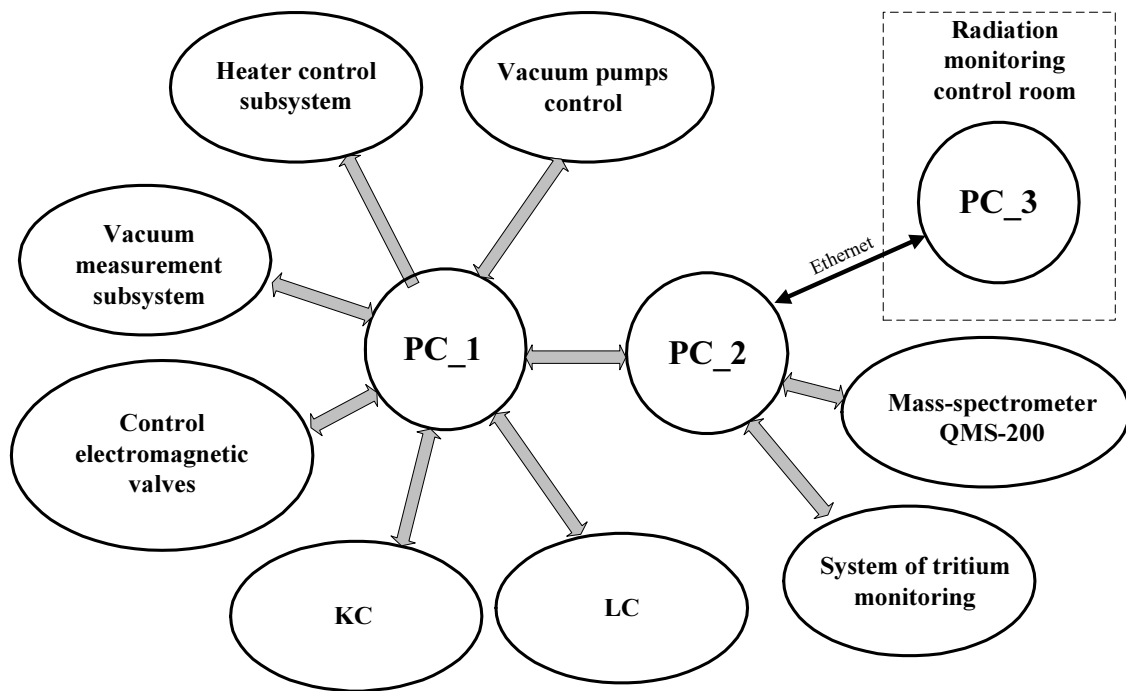 Heater control
subsystem
Vacuum pumps
control
Radiation
monitoring
control room
PC_3
Ethernet
Vacuum
measurement
subsystem
PC_1
PC_2
Control
electromagnetic
valves
Mass-spectrometer
QMS-200
System of tritium
monitoring
KC
LC